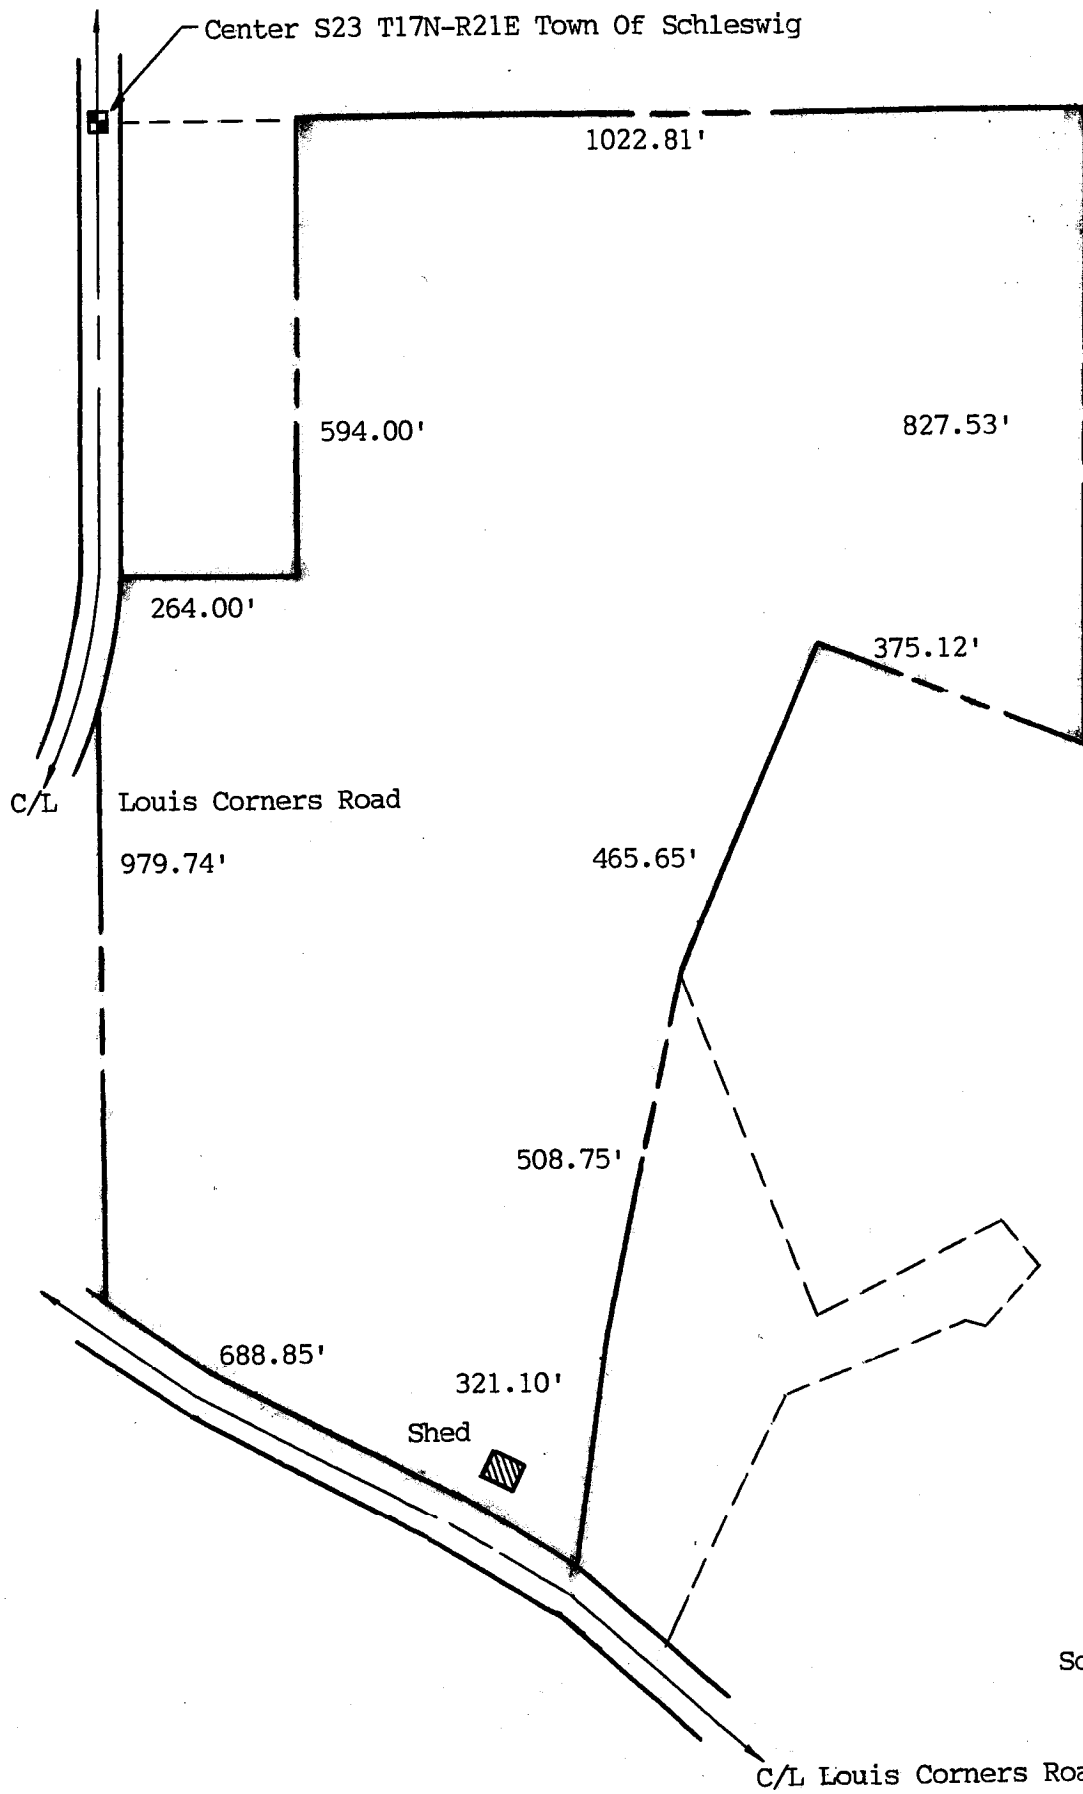 Center S23 T17N-R21E Town Of Schleswig
1022.81'
594.00'
827.53'
264.00'
375.12'
C/L Louis Corners Road
979.74'
465.65'
508.75'
688.85'
321.10'
Shed
C/L Louis Corners